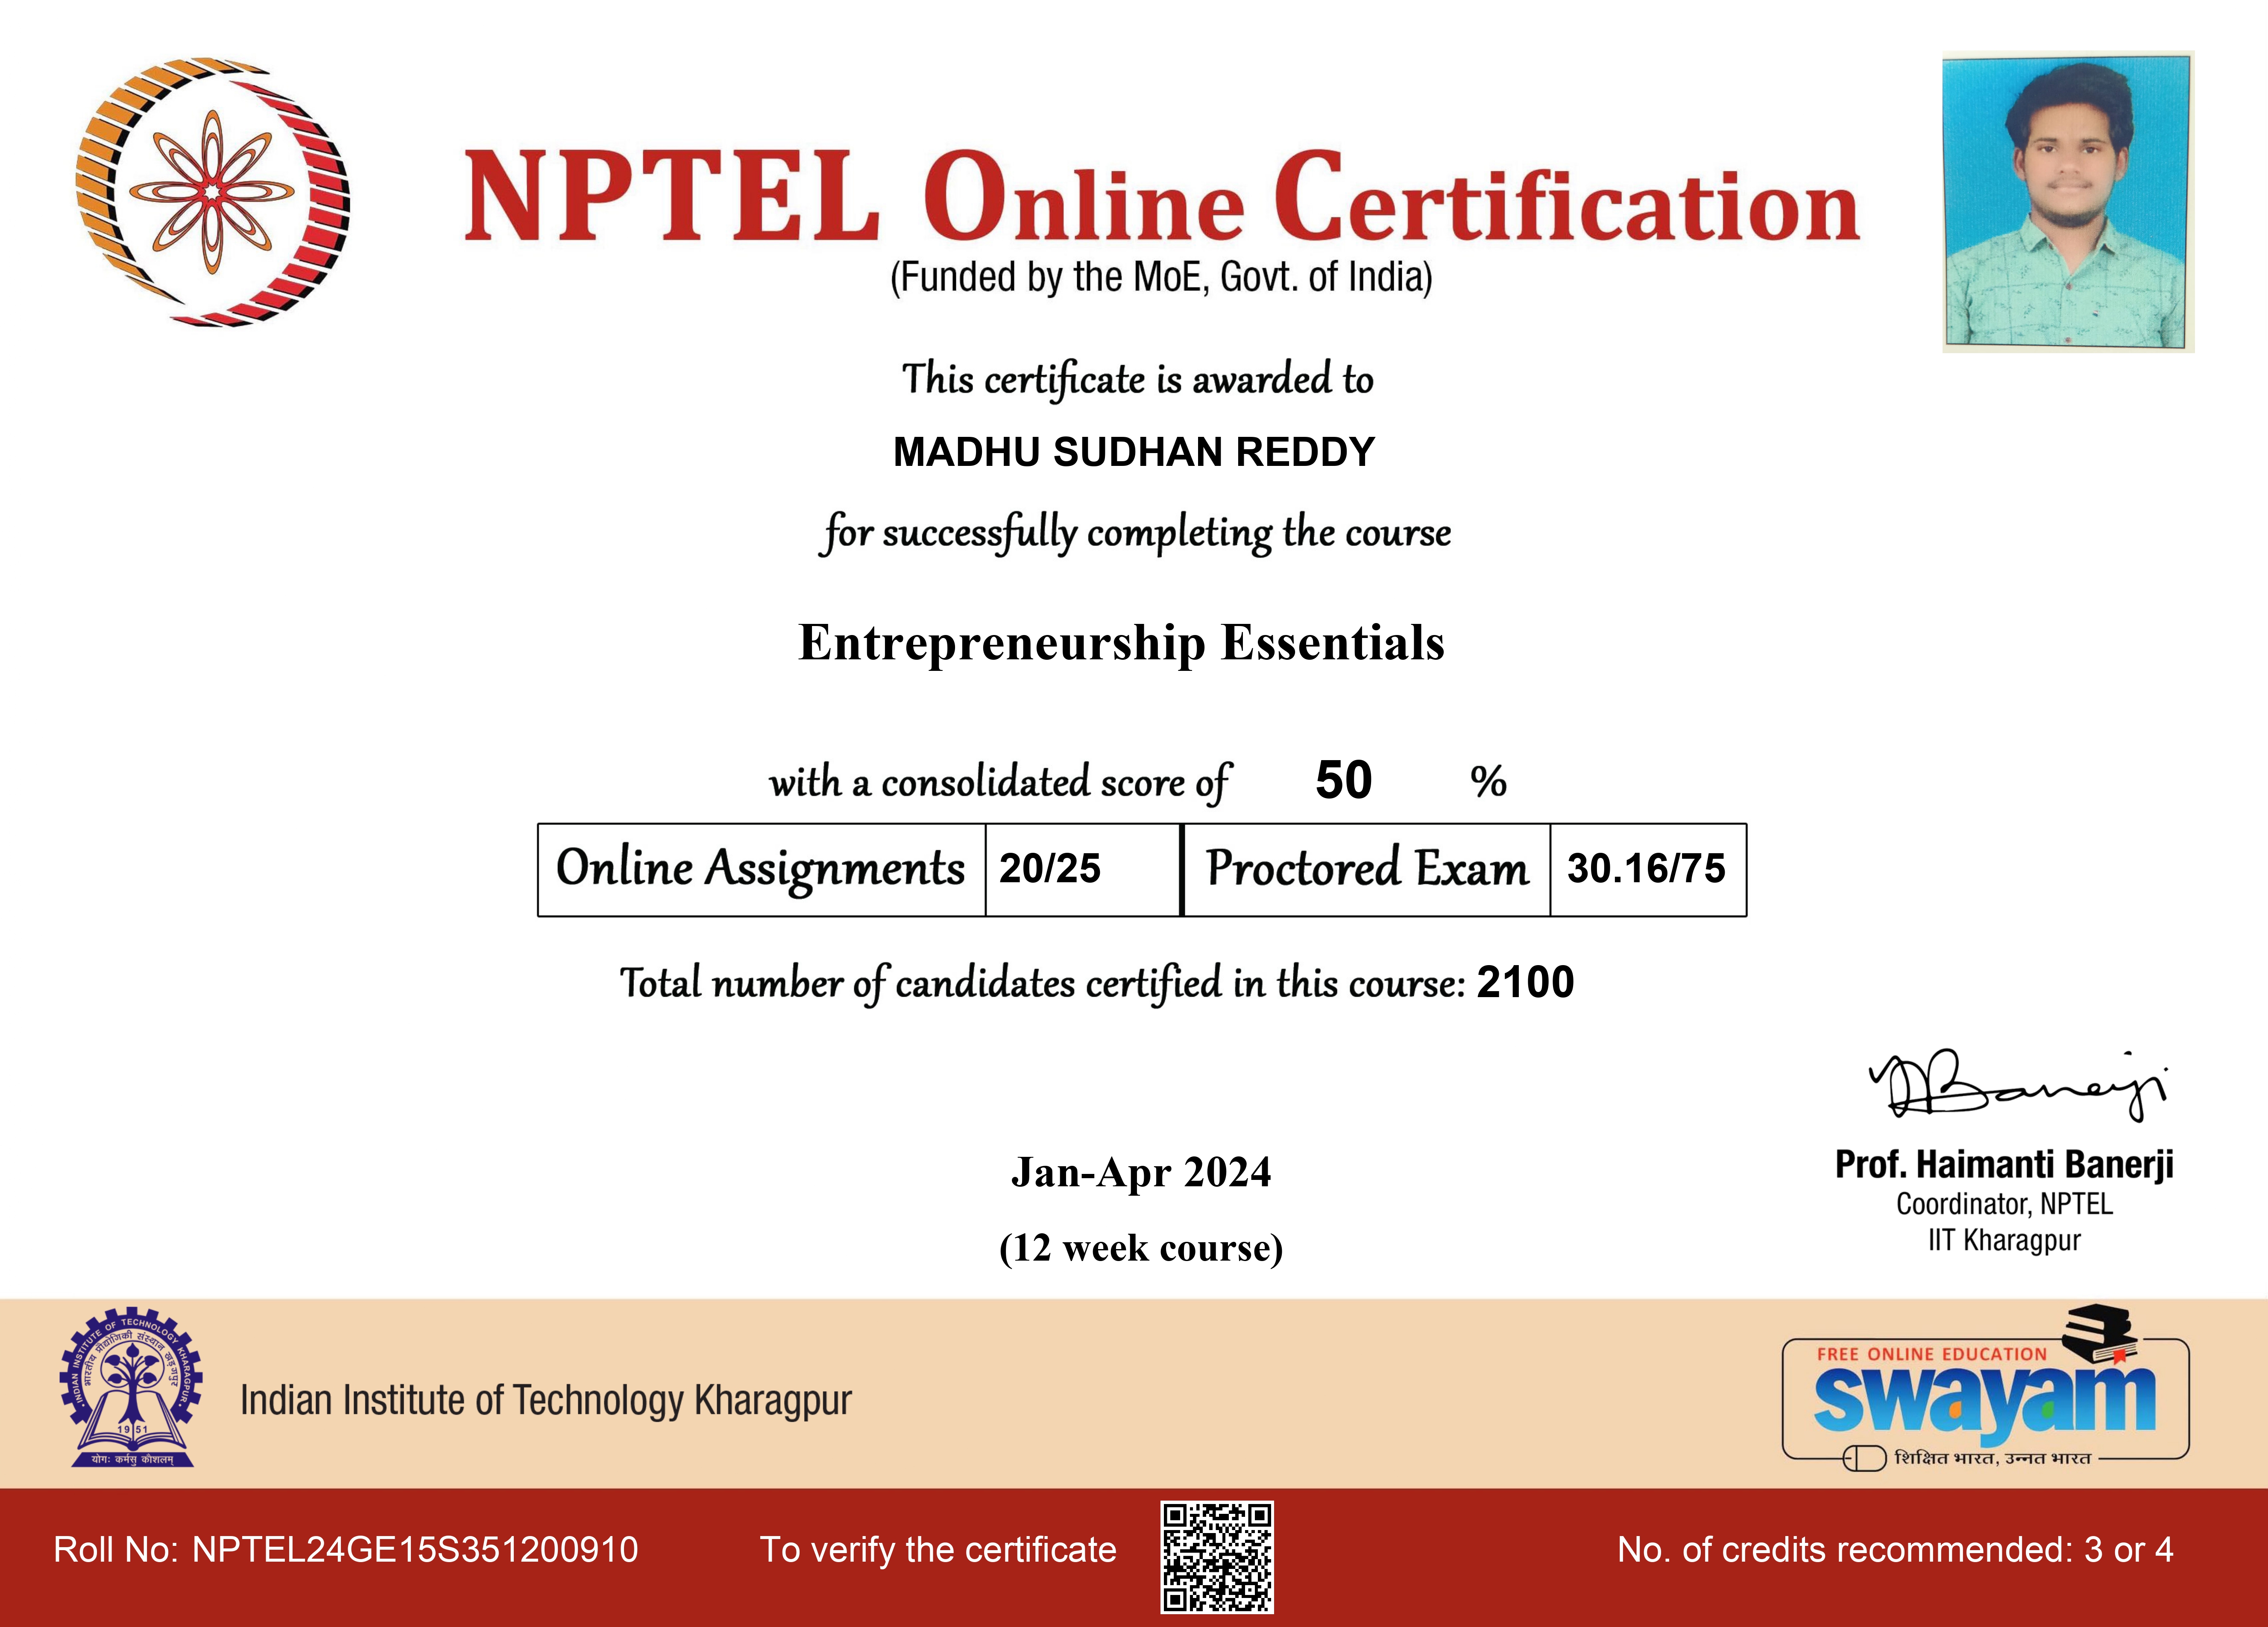 NPTEL Online Certification
(Funded by the MoE, Govt. of India)
This certificate is awarded to
MADHU SUDHAN REDDY
for successfully completing the course
Entrepreneurship Essentials
with a consolidated score of 50 %
Online Assignments 20/25 Proctored Exam 30.16/75
Total number of candidates certified in this course: 2100
Banerji
Prof. Haimanti Banerji
Coordinator, NPTEL
IIT Kharagpur
Jan-Apr 2024
(12 week course)
INDIAN INSTITUTE OF TECHNOLOGY KHARAGPUR
भारतीय प्रौद्योगिकी संस्थान खड़गपुर
1951
योगः कर्मसु कौशलम्
Indian Institute of Technology Kharagpur
FREE ONLINE EDUCATION
swayam
शिक्षित भारत, उन्नत भारत
Roll No: NPTEL24GE15S351200910
To verify the certificate
No. of credits recommended: 3 or 4